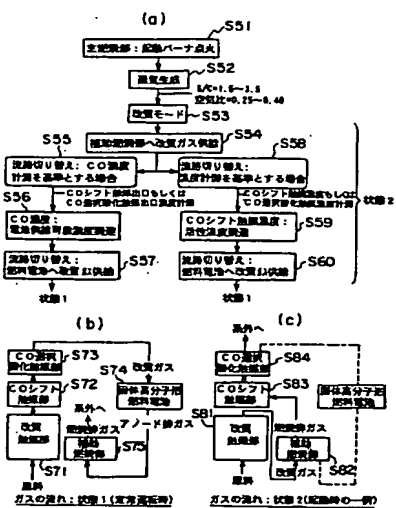 (a)
S51
主燃焼部：起動バーナ点火
S52
蒸気生成
S/C=1.5～3.5
空気比=0.25～0.40
改質モード
S53
S54
補助燃焼部へ改質ガス供給
S55
流路切り替え：CO濃度
計測を基準とする場合
S58
流路切り替え：
温度計測を基準とする場合
COシフト触媒出口もしくは
CO選択酸化触媒出口濃度計測
COシフト触媒温度もしくは
CO選択酸化触媒温度計測
状態2
S56
CO濃度：
電池供給可能濃度到達
COシフト触媒温度：
活性温度到達
S59
流路切り替え：
燃料電池へ改質ガス供給
S57
流路切り替え：
燃料電池へ改質ガス供給
S60
状態1
状態1
(b)
CO選択
酸化触媒部
S73
S74
改質ガス
COシフト
触媒部
S72
固体高分子形
燃料電池
系外へ
アノード排ガス
燃焼排ガス
改質
触媒部
補助
燃焼部
S75
S71
原料
ガスの流れ：状態1(定常運転時)
(c)
系外へ
CO選択
酸化触媒部
S84
COシフト
触媒部
S83
固体高分子形
燃料電池
S81
燃焼排ガス
改質
触媒部
補助
燃焼部
S82
改質ガス
原料
ガスの流れ：状態2(起動時の一例)